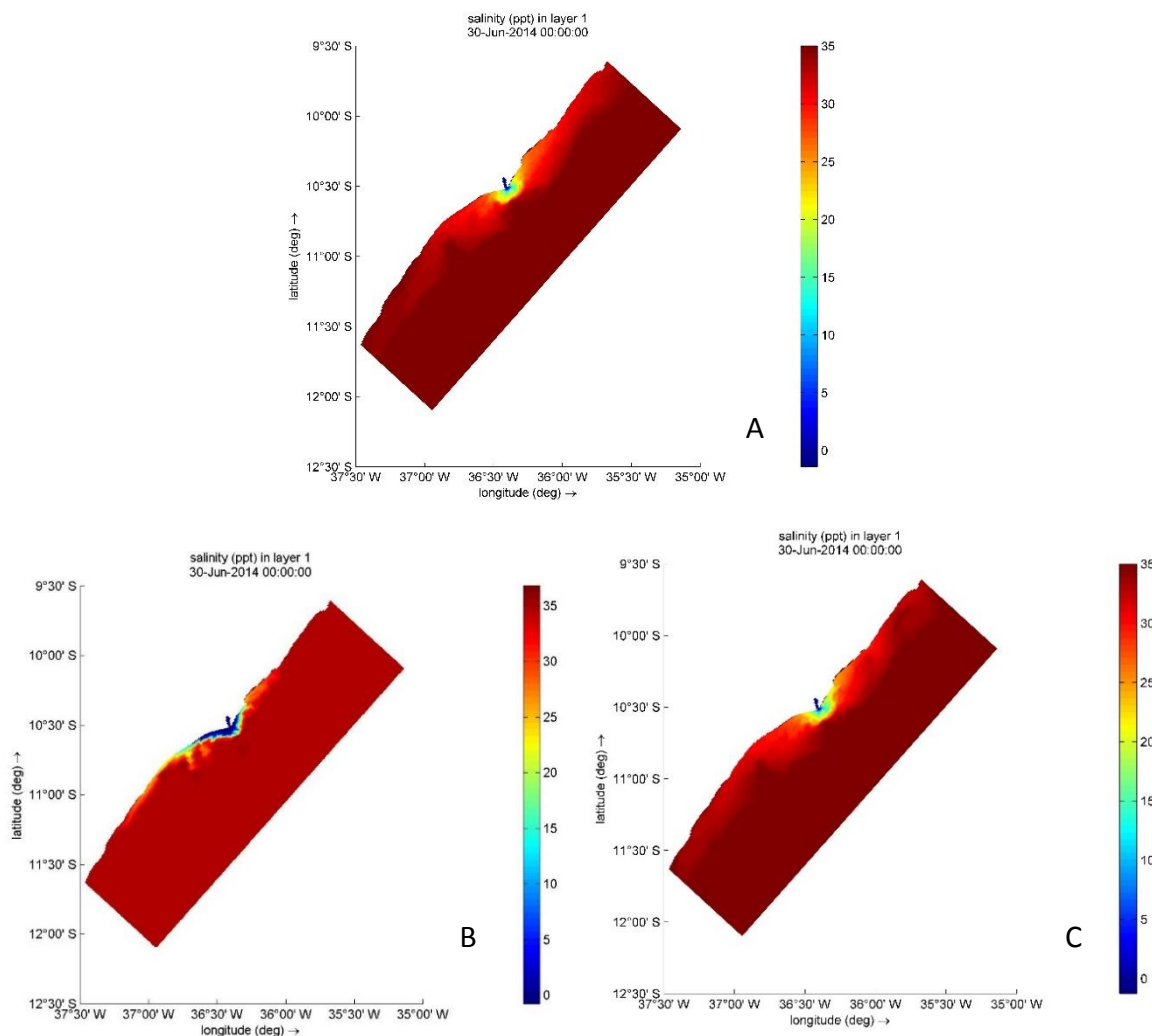 salinity (ppt) in layer 1
30-Jun-2014 00:00:00
9°30' S
10°00' S
10°30' S
11°00' S
11°30' S
12°00' S
12°30' S
latitude (deg) →
37°30' W 37°00' W 36°30' W 36°00' W 35°30' W 35°00' W
longitude (deg) →
35
30
25
20
15
10
5
0
A
salinity (ppt) in layer 1
30-Jun-2014 00:00:00
9°30' S
10°00' S
10°30' S
11°00' S
11°30' S
12°00' S
12°30' S
latitude (deg) →
37°30' W 37°00' W 36°30' W 36°00' W 35°30' W 35°00' W
longitude (deg) →
35
30
25
20
15
10
5
0
B
salinity (ppt) in layer 1
30-Jun-2014 00:00:00
9°30' S
10°00' S
10°30' S
11°00' S
11°30' S
12°00' S
12°30' S
latitude (deg) →
37°30' W 37°00' W 36°30' W 36°00' W 35°30' W 35°00' W
longitude (deg) →
35
30
25
20
15
10
5
0
C